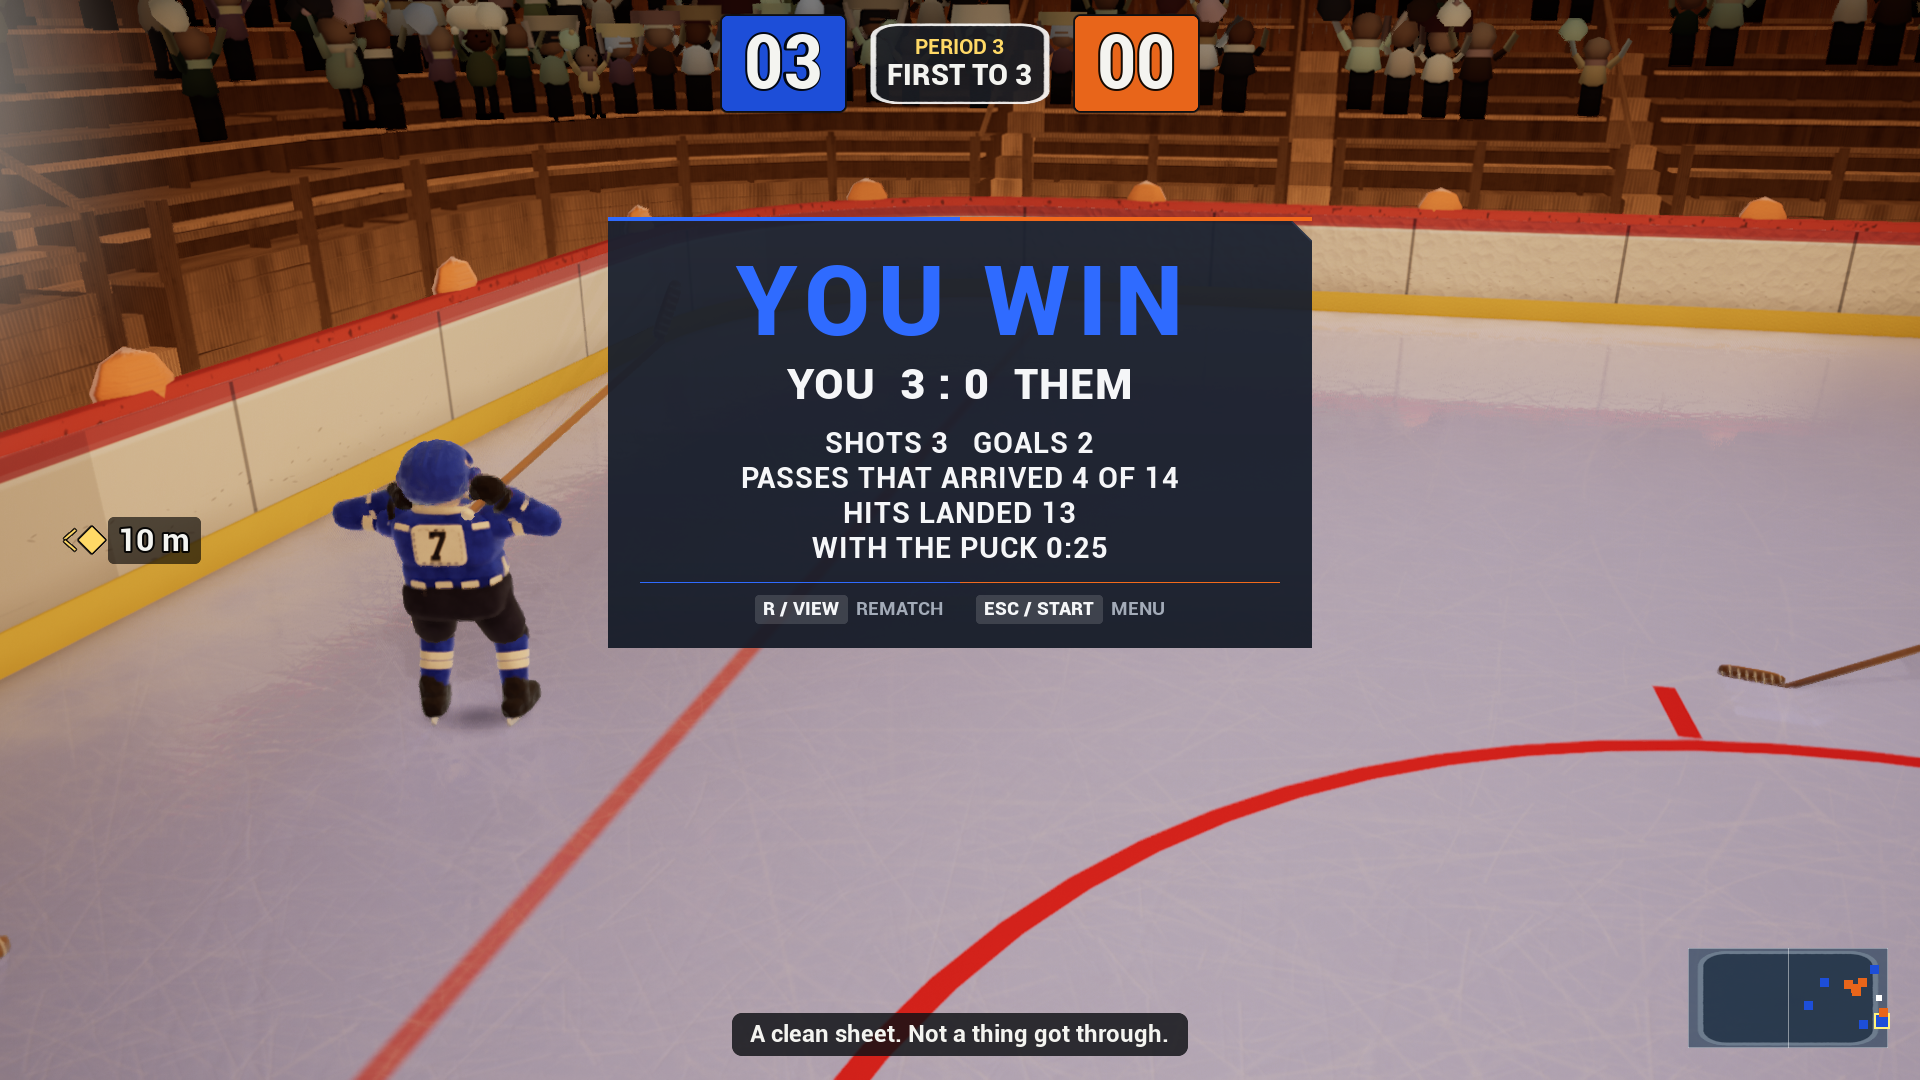 03
PERIOD 3
FIRST TO 3
00
YOU WIN
YOU 3 : 0 THEM
SHOTS 3 GOALS 2
PASSES THAT ARRIVED 4 OF 14
HITS LANDED 13
WITH THE PUCK 0:25
R / VIEW REMATCH ESC / START MENU
10 m
7
A clean sheet. Not a thing got through.